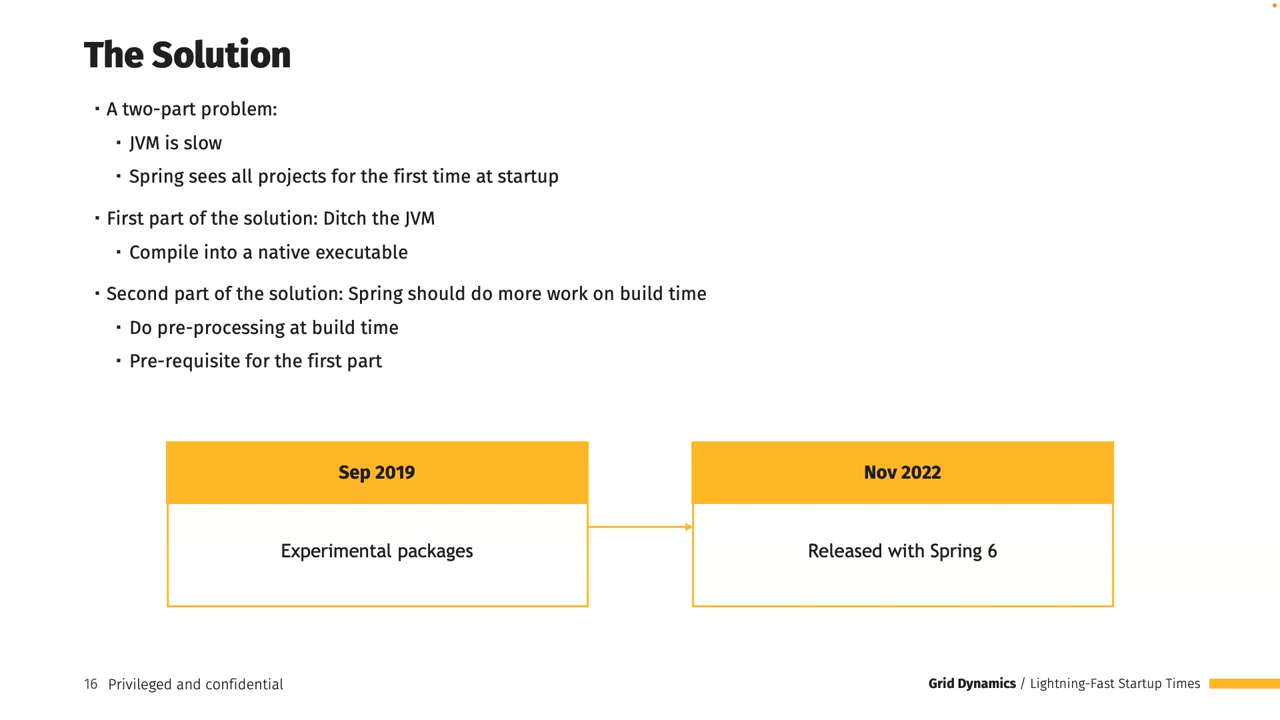 The Solution
▪ A two-part problem:
▪ JVM is slow
▪ Spring sees all projects for the first time at startup
▪ First part of the solution: Ditch the JVM
▪ Compile into a native executable
▪ Second part of the solution: Spring should do more work on build time
▪ Do pre-processing at build time
▪ Pre-requisite for the first part
Sep 2019
Experimental packages
Nov 2022
Released with Spring 6
16 Privileged and confidential
Grid Dynamics / Lightning-Fast Startup Times